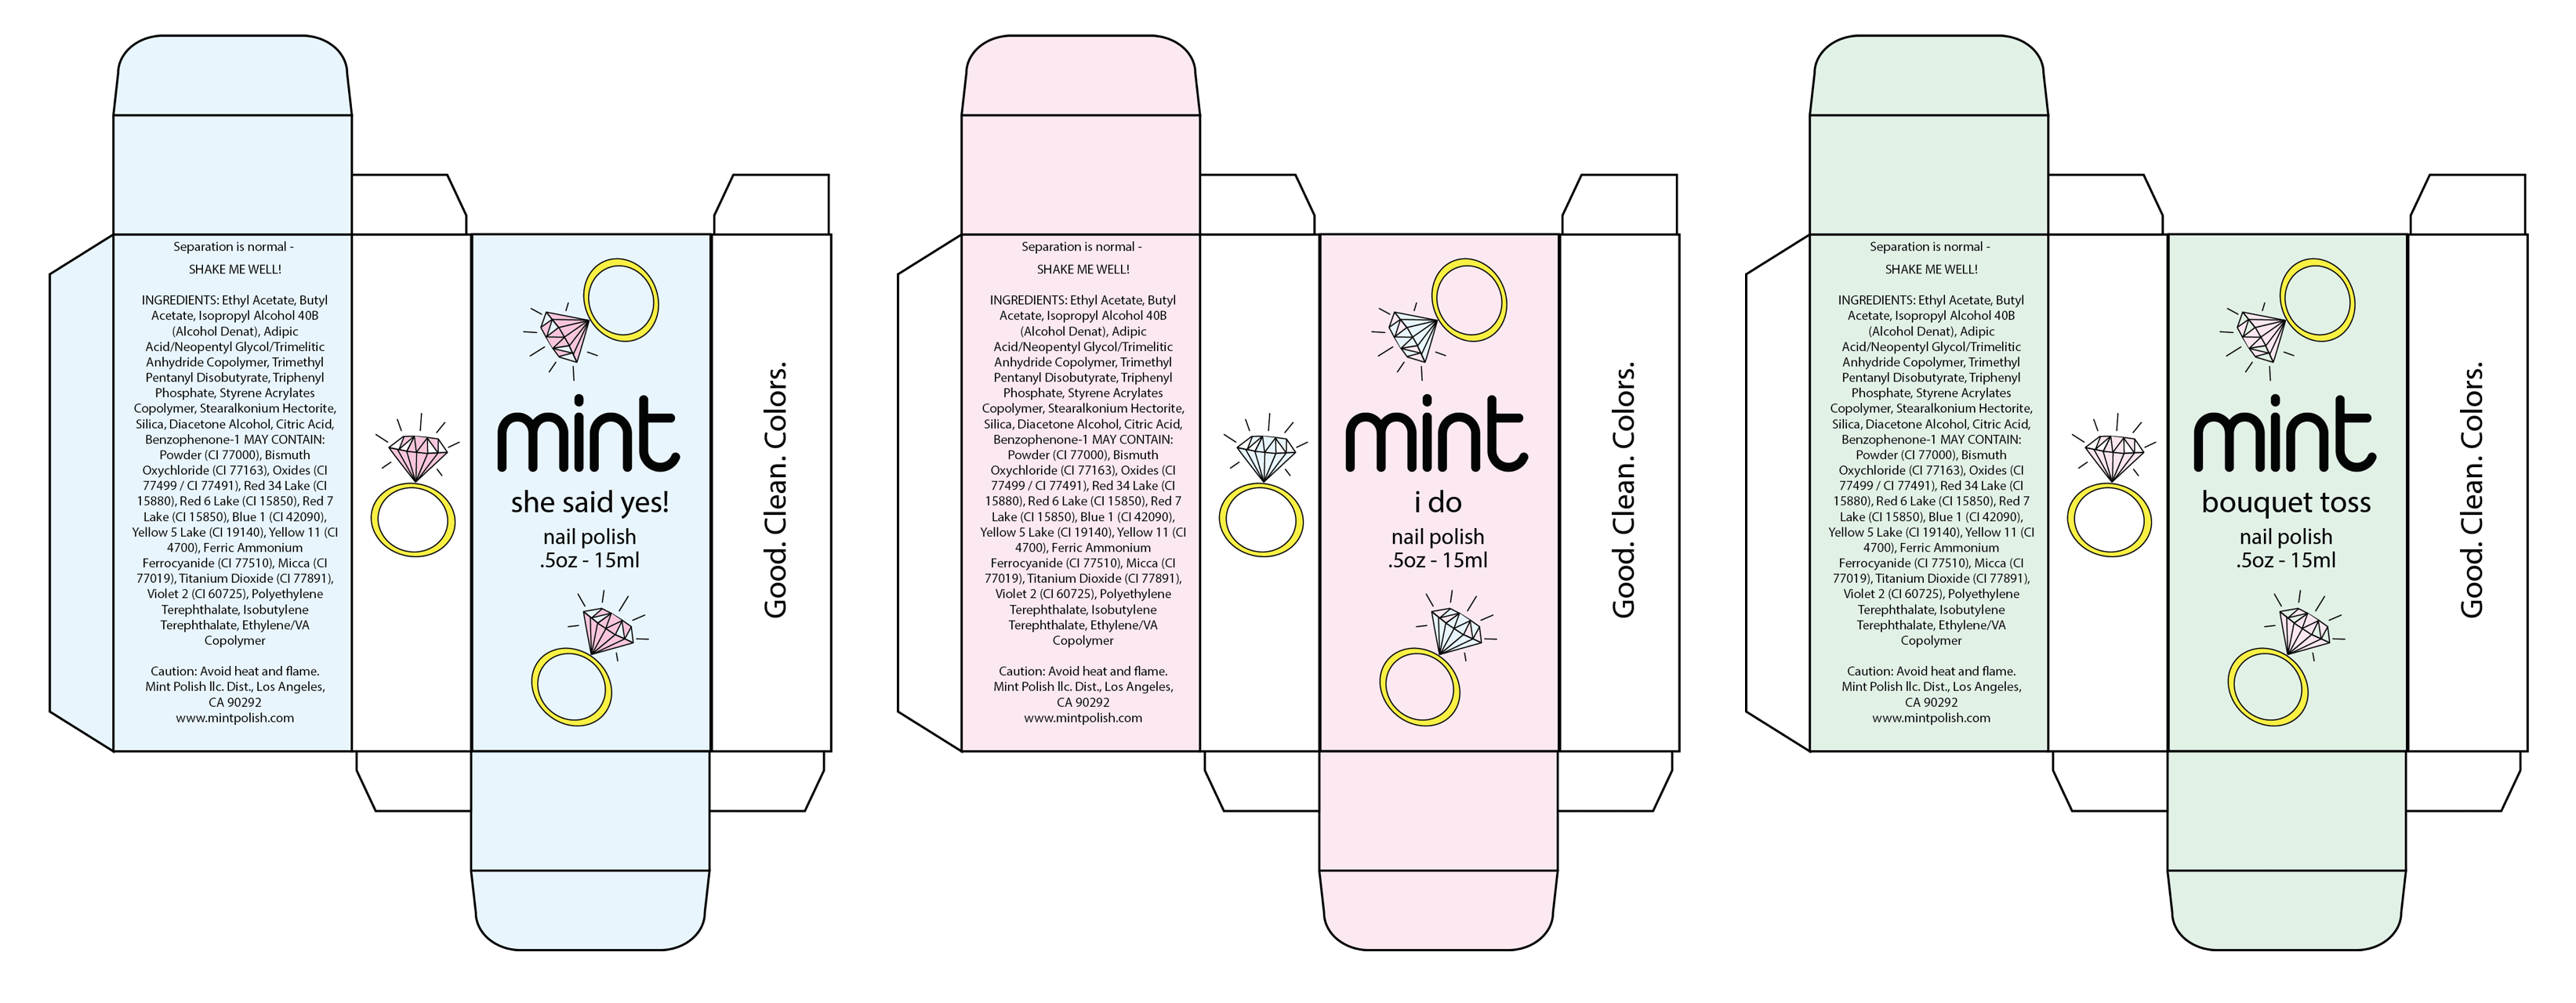 Separation is normal -
SHAKE ME WELL!
INGREDIENTS: Ethyl Acetate, Butyl
Acetate, Isopropyl Alcohol 40B
(Alcohol Denat), Adipic
Acid/Neopentyl Glycol/Trimelitic
Anhydride Copolymer, Trimethyl
Pentanyl Disobutyrate, Triphenyl
Phosphate, Styrene Acrylates
Copolymer, Stearalkonium Hectorite,
Silica, Diacetone Alcohol, Citric Acid,
Benzophenone-1 MAY CONTAIN:
Powder (CI 77000), Bismuth
Oxychloride (CI 77163), Oxides (CI
77499 / CI 77491), Red 34 Lake (CI
15880), Red 6 Lake (CI 15850), Red 7
Lake (CI 15850), Blue 1 (CI 42090),
Yellow 5 Lake (CI 19140), Yellow 11 (CI
4700), Ferric Ammonium
Ferrocyanide (CI 77510), Micca (CI
77019), Titanium Dioxide (CI 77891),
Violet 2 (CI 60725), Polyethylene
Terephthalate, Isobutylene
Terephthalate, Ethylene/VA
Copolymer
Caution: Avoid heat and flame.
Mint Polish llc. Dist., Los Angeles,
CA 90292
www.mintpolish.com
mint
she said yes!
nail polish
.5oz - 15ml
Good. Clean. Colors.
Separation is normal -
SHAKE ME WELL!
INGREDIENTS: Ethyl Acetate, Butyl
Acetate, Isopropyl Alcohol 40B
(Alcohol Denat), Adipic
Acid/Neopentyl Glycol/Trimelitic
Anhydride Copolymer, Trimethyl
Pentanyl Disobutyrate, Triphenyl
Phosphate, Styrene Acrylates
Copolymer, Stearalkonium Hectorite,
Silica, Diacetone Alcohol, Citric Acid,
Benzophenone-1 MAY CONTAIN:
Powder (CI 77000), Bismuth
Oxychloride (CI 77163), Oxides (CI
77499 / CI 77491), Red 34 Lake (CI
15880), Red 6 Lake (CI 15850), Red 7
Lake (CI 15850), Blue 1 (CI 42090),
Yellow 5 Lake (CI 19140), Yellow 11 (CI
4700), Ferric Ammonium
Ferrocyanide (CI 77510), Micca (CI
77019), Titanium Dioxide (CI 77891),
Violet 2 (CI 60725), Polyethylene
Terephthalate, Isobutylene
Terephthalate, Ethylene/VA
Copolymer
Caution: Avoid heat and flame.
Mint Polish llc. Dist., Los Angeles,
CA 90292
www.mintpolish.com
mint
i do
nail polish
.5oz - 15ml
Good. Clean. Colors.
Separation is normal -
SHAKE ME WELL!
INGREDIENTS: Ethyl Acetate, Butyl
Acetate, Isopropyl Alcohol 40B
(Alcohol Denat), Adipic
Acid/Neopentyl Glycol/Trimelitic
Anhydride Copolymer, Trimethyl
Pentanyl Disobutyrate, Triphenyl
Phosphate, Styrene Acrylates
Copolymer, Stearalkonium Hectorite,
Silica, Diacetone Alcohol, Citric Acid,
Benzophenone-1 MAY CONTAIN:
Powder (CI 77000), Bismuth
Oxychloride (CI 77163), Oxides (CI
77499 / CI 77491), Red 34 Lake (CI
15880), Red 6 Lake (CI 15850), Red 7
Lake (CI 15850), Blue 1 (CI 42090),
Yellow 5 Lake (CI 19140), Yellow 11 (CI
4700), Ferric Ammonium
Ferrocyanide (CI 77510), Micca (CI
77019), Titanium Dioxide (CI 77891),
Violet 2 (CI 60725), Polyethylene
Terephthalate, Isobutylene
Terephthalate, Ethylene/VA
Copolymer
Caution: Avoid heat and flame.
Mint Polish llc. Dist., Los Angeles,
CA 90292
www.mintpolish.com
mint
bouquet toss
nail polish
.5oz - 15ml
Good. Clean. Colors.